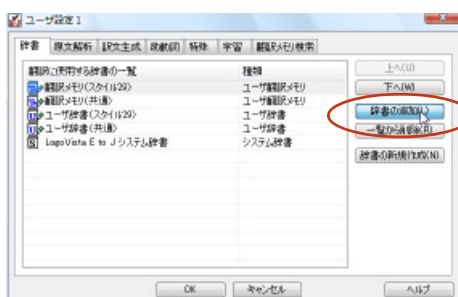 ユーザ設定1
辞書 原文解析 訳文生成 改動詞 特殊 学習 翻訳メモリ検索
翻訳に使用する辞書の一覧 種類
翻訳メモリ(スタイル29) ユーザ翻訳メモリ
翻訳メモリ(共通) ユーザ翻訳メモリ
ユーザ辞書(スタイル29) ユーザ辞書
ユーザ辞書(共通) ユーザ辞書
LogoVista E to J システム辞書 システム辞書
上へ(U)
下へ(W)
辞書の追加(L)
一覧から削除(R)
辞書の新規作成(N)
OK キャンセル ヘルプ